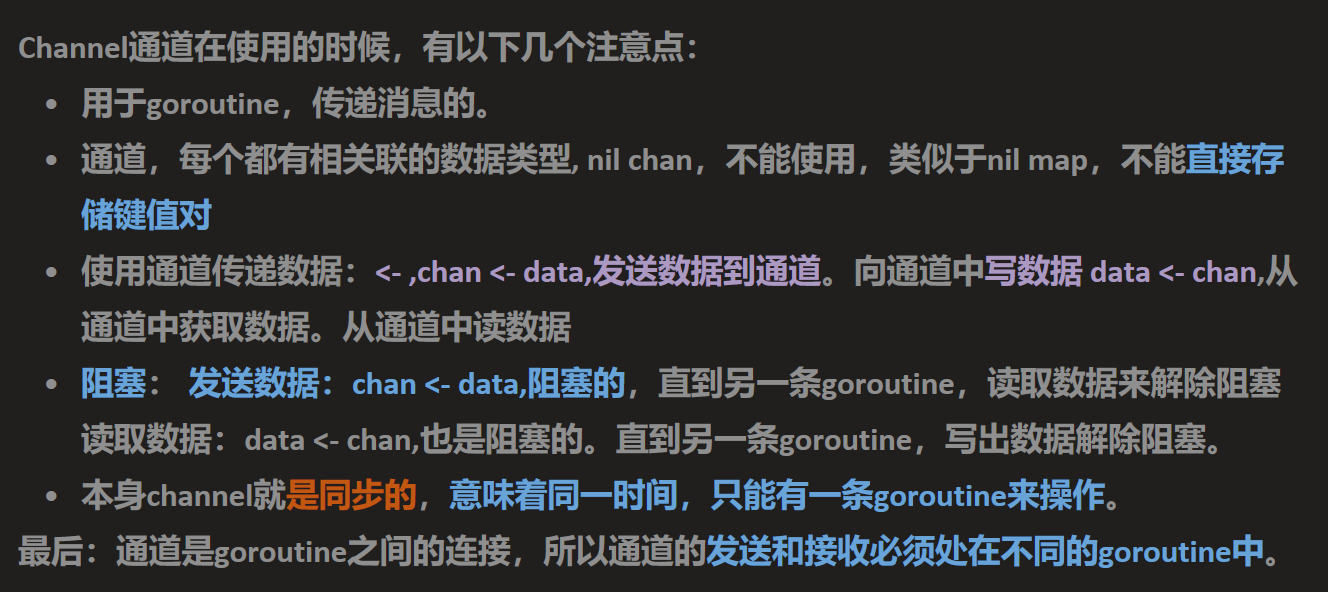 Channel通道在使用的时候，有以下几个注意点：
• 用于goroutine，传递消息的。
• 通道，每个都有相关联的数据类型, nil chan，不能使用，类似于nil map，不能直接存
储键值对
• 使用通道传递数据：<- ,chan <- data,发送数据到通道。向通道中写数据 data <- chan,从
通道中获取数据。从通道中读数据
• 阻塞： 发送数据：chan <- data,阻塞的，直到另一条goroutine，读取数据来解除阻塞
读取数据：data <- chan,也是阻塞的。直到另一条goroutine，写出数据解除阻塞。
• 本身channel就是同步的，意味着同一时间，只能有一条goroutine来操作。
最后：通道是goroutine之间的连接，所以通道的发送和接收必须处在不同的goroutine中。